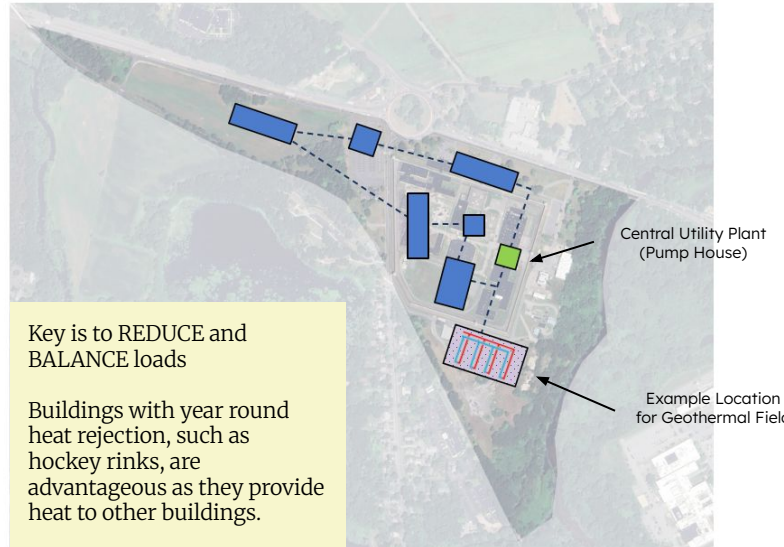 Central Utility Plant
(Pump House)
Key is to REDUCE and
BALANCE loads
Buildings with year round
heat rejection, such as
hockey rinks, are
advantageous as they provide
heat to other buildings.
Example Location
for Geothermal Field